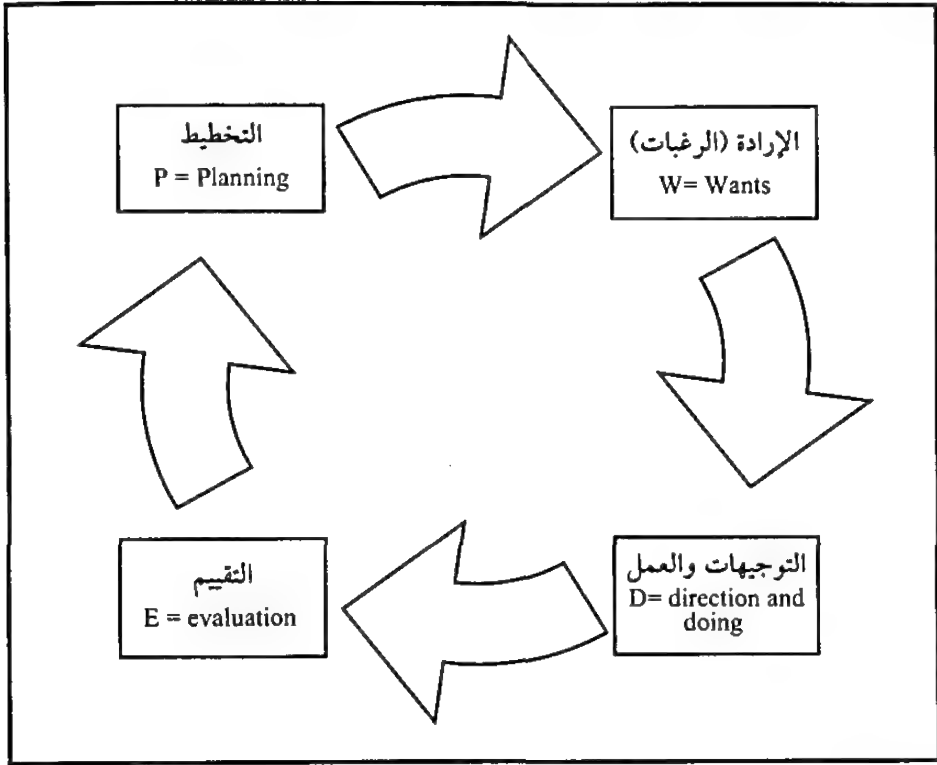 التخطيط
P = Planning
الإرادة (الرغبات)
W= Wants
التوجيهات والعمل
D= direction and
doing
التقييم
E = evaluation